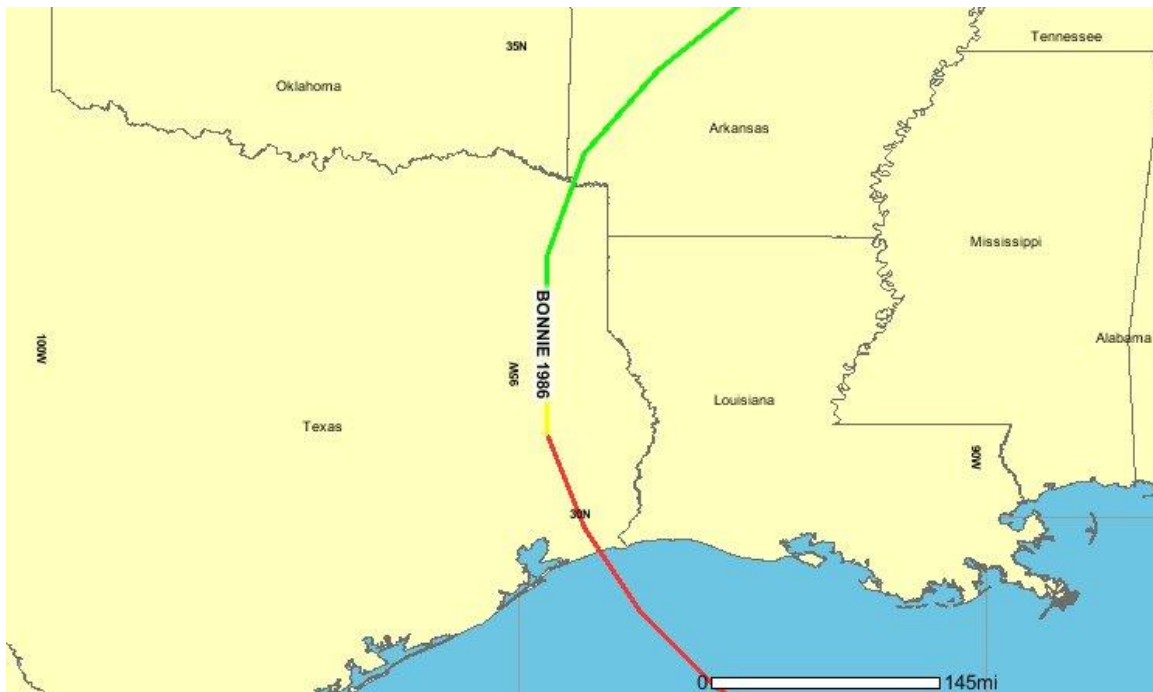 Tennessee
35N
Oklahoma
Arkansas
Mississippi
BONNIE 1986
Alabama
100W
95W
Louisiana
Texas
90W
30N
0 145mi